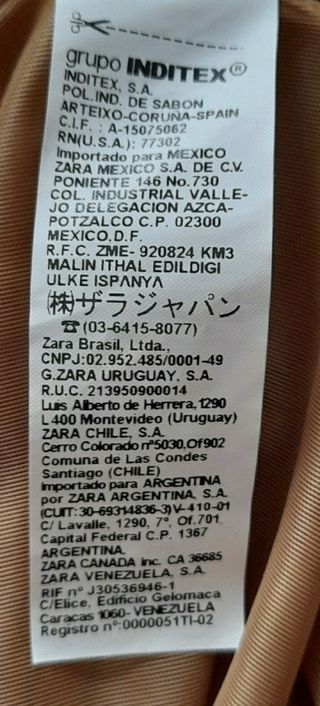 grupo INDITEX®
INDITEX, S.A.
POL.IND. DE SABON
ARTEIXO-CORUÑA-SPAIN
C.I.F. : A-15075062
RN(U.S.A.): 77302
Importado para MEXICO
ZARA MEXICO S.A. DE C.V.
PONIENTE 146 No.730
COL. INDUSTRIAL VALLE-
JO DELEGACION AZCA-
POTZALCO C.P. 02300
MEXICO.D.F.
R.F.C. ZME- 920824 KM3
MALIN ITHAL EDILDIGI
ULKE ISPANYA
㈱ザラジャパン
☎(03-6415-8077)
Zara Brasil, Ltda.,
CNPJ:02.952.485/0001-49
G.ZARA URUGUAY, S.A.
R.U.C. 213950900014
Luis Alberto de Herrera,1290
L400 Montevideo (Uruguay)
ZARA CHILE, S.A.
Cerro Colorado nº5030,Of902
Comuna de Las Condes
Santiago (CHILE)
Importado para ARGENTINA
por ZARA ARGENTINA, S.A.
(CUIT:30-69314836-3)V-410-01
C/ Lavalle, 1290, 7º, Of.701.
Capital Federal C.P. 1367
ARGENTINA.
ZARA CANADA Inc. CA 36685
ZARA VENEZUELA, S.A.
RIF nº J30536946-1
C/Elice, Edificio Gelomaca
Caracas 1060- VENEZUELA
Registro nº:0000051TI-02